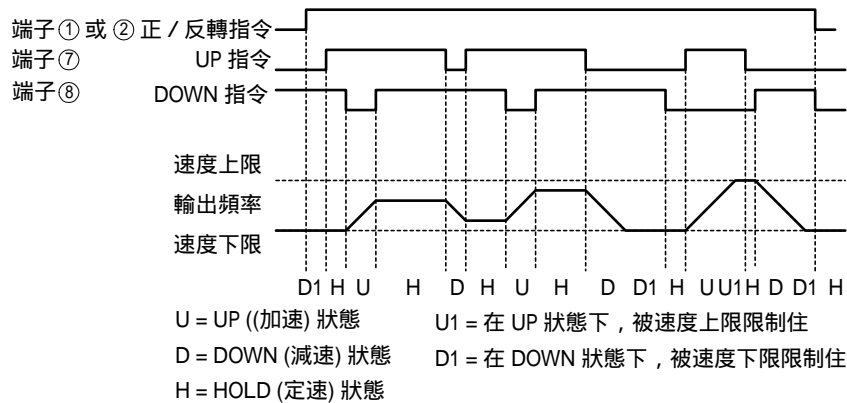 端子① 或 ② 正 / 反轉指令
端子⑦ UP 指令
端子⑧ DOWN 指令
速度上限
輸出頻率
速度下限
D1 H U H D H U H D D1 H U U1 H D D1 H
U = UP ((加速) 狀態 U1 = 在 UP 狀態下 , 被速度上限限制住
D = DOWN (減速) 狀態 D1 = 在 DOWN 狀態下 , 被速度下限限制住
H = HOLD (定速) 狀態